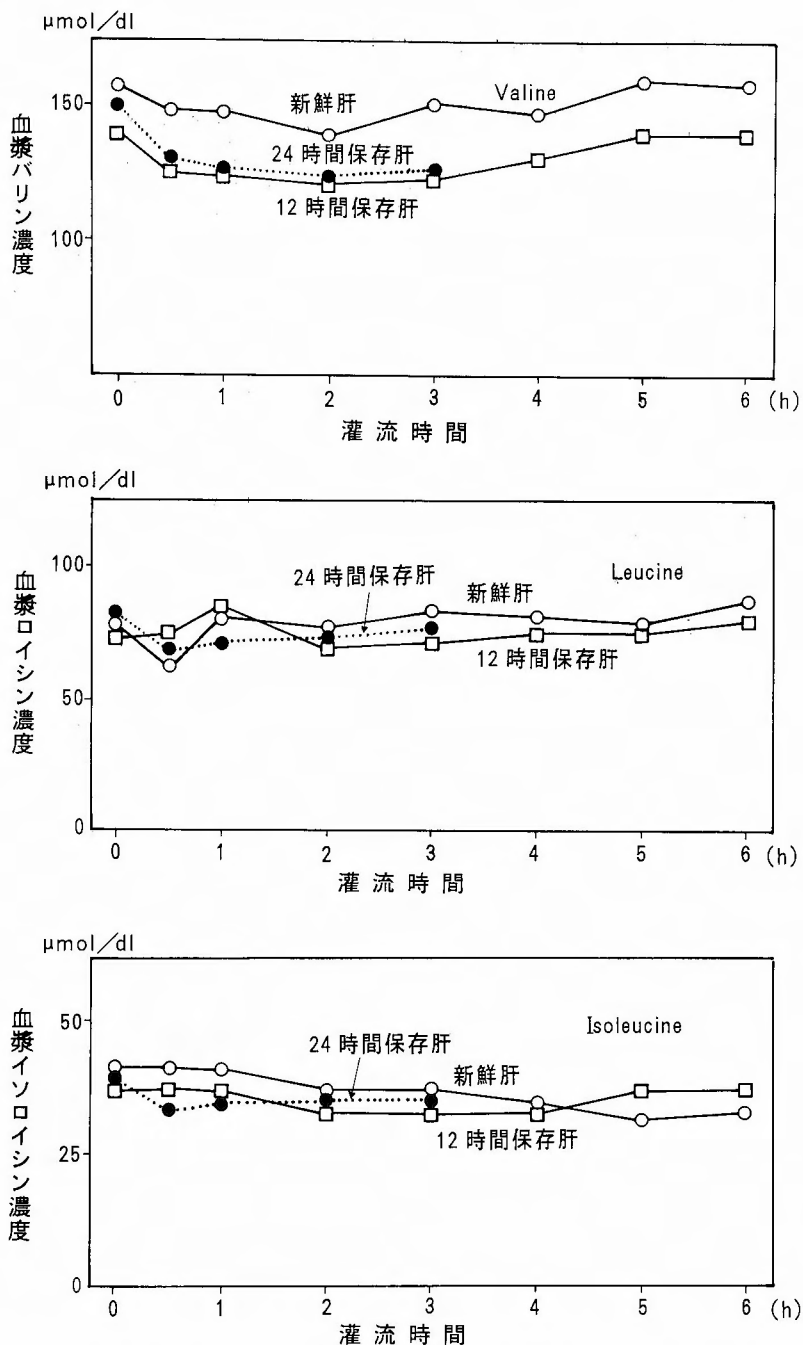 μmol/dl
血漿バリン濃度
150
100
新鮮肝
Valine
24時間保存肝
12時間保存肝
0 1 2 3 4 5 6 (h)
灌流時間
μmol/dl
血漿ロイシン濃度
100
50
0
24時間保存肝
新鮮肝
Leucine
12時間保存肝
0 1 2 3 4 5 6 (h)
灌流時間
μmol/dl
血漿イソロイシン濃度
50
25
0
Isoleucine
24時間保存肝
新鮮肝
12時間保存肝
0 1 2 3 4 5 6 (h)
灌流時間